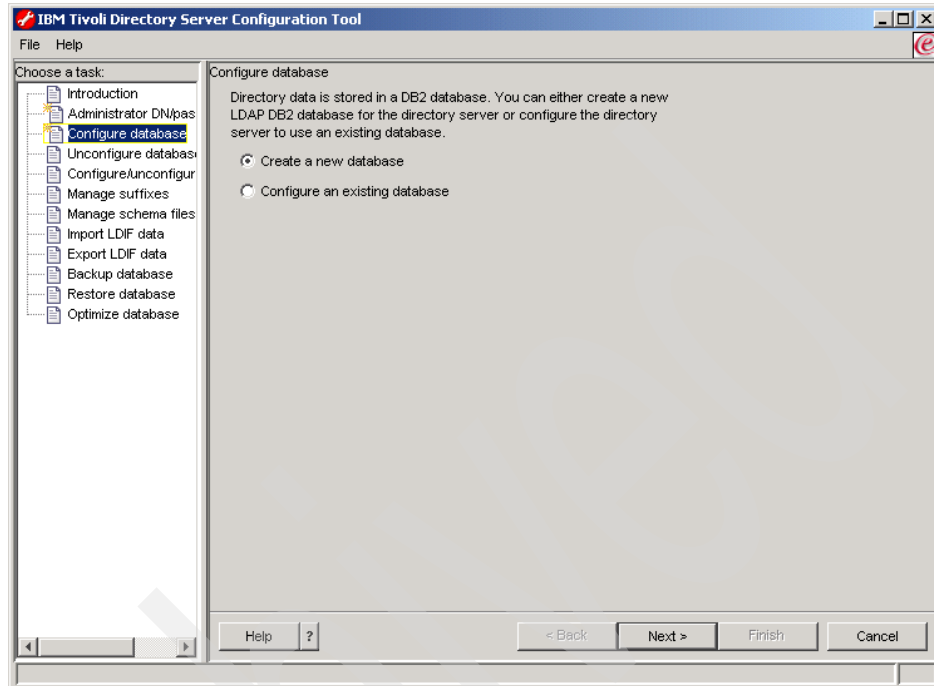 IBM Tivoli Directory Server Configuration Tool
File Help
Choose a task:
Introduction
Administrator DN/pas
Configure database
Unconfigure databas
Configure/unconfigur
Manage suffixes
Manage schema files
Import LDIF data
Export LDIF data
Backup database
Restore database
Optimize database
Configure database
Directory data is stored in a DB2 database. You can either create a new
LDAP DB2 database for the directory server or configure the directory
server to use an existing database.
Create a new database
Configure an existing database
Help ? < Back Next > Finish Cancel